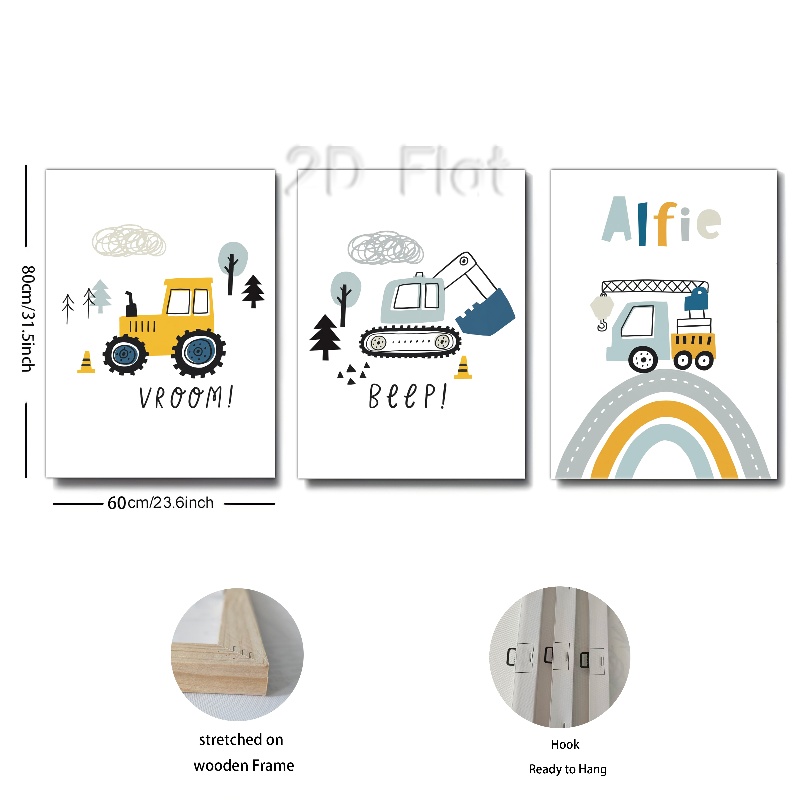 2D Flat
Alfie
80cm/31.5inch
VROOM!
BEEP!
60cm/23.6inch
stretched on
wooden Frame
Hook
Ready to Hang